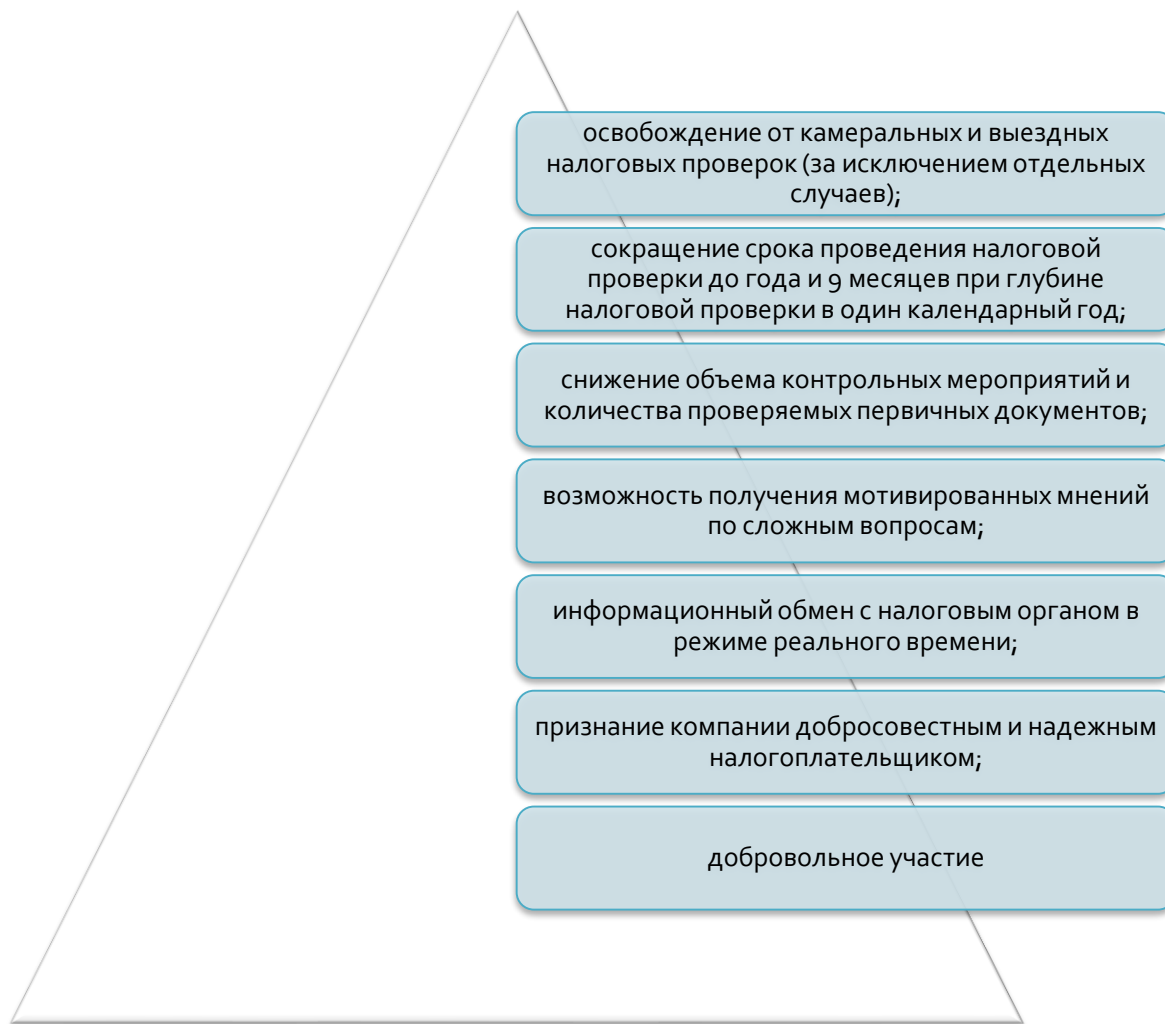 освобождение от камеральных и выездных
налоговых проверок (за исключением отдельных
случаев);
сокращение срока проведения налоговой
проверки до года и 9 месяцев при глубине
налоговой проверки в один календарный год;
снижение объема контрольных мероприятий и
количества проверяемых первичных документов;
возможность получения мотивированных мнений
по сложным вопросам;
информационный обмен с налоговым органом в
режиме реального времени;
признание компании добросовестным и надежным
налогоплательщиком;
добровольное участие